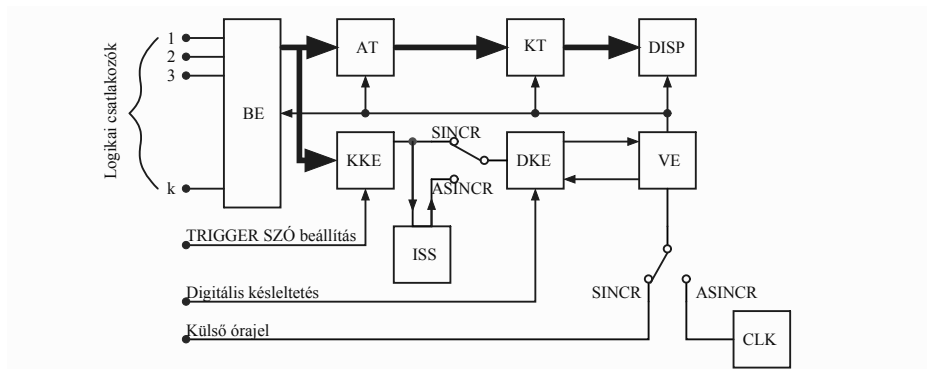 Logikai csatlakozók
1
2
3
k
BE
AT
KT
DISP
KKE
SINCR
ASINCR
DKE
VE
ISS
TRIGGER SZÓ beállítás
Digitális késleltetés
Külső órajel
SINCR
ASINCR
CLK